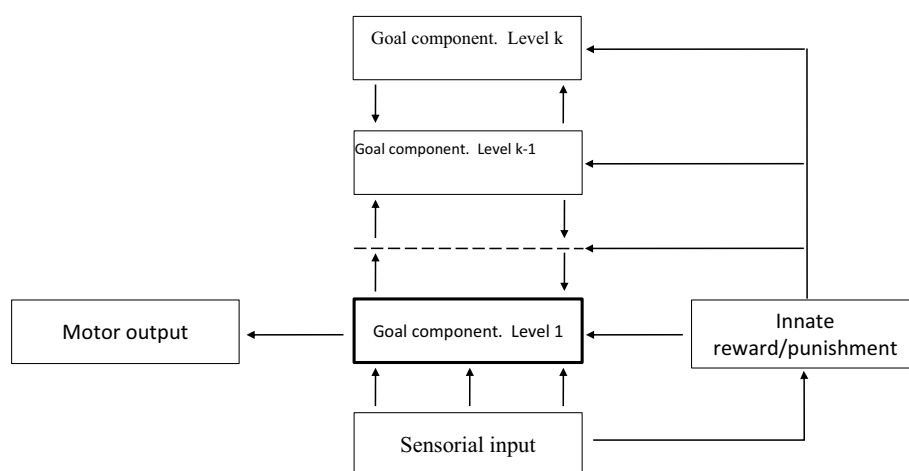 Goal component. Level k
Goal component. Level k-1
Motor output
Goal component. Level 1
Innate
reward/punishment
Sensorial input